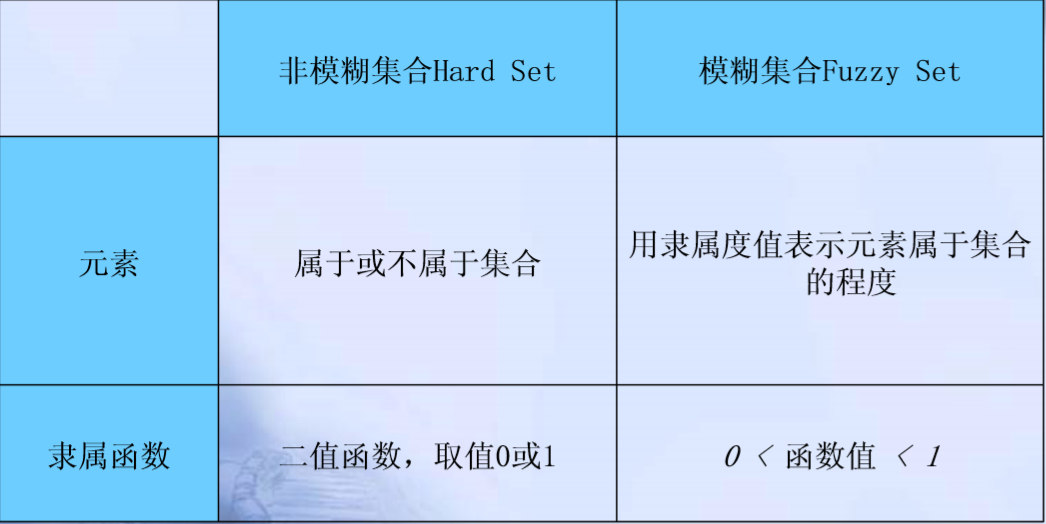 非模糊集合Hard Set
模糊集合Fuzzy Set
元素
属于或不属于集合
用隶属度值表示元素属于集合
的程度
隶属函数
二值函数，取值0或1
0 < 函数值 < 1